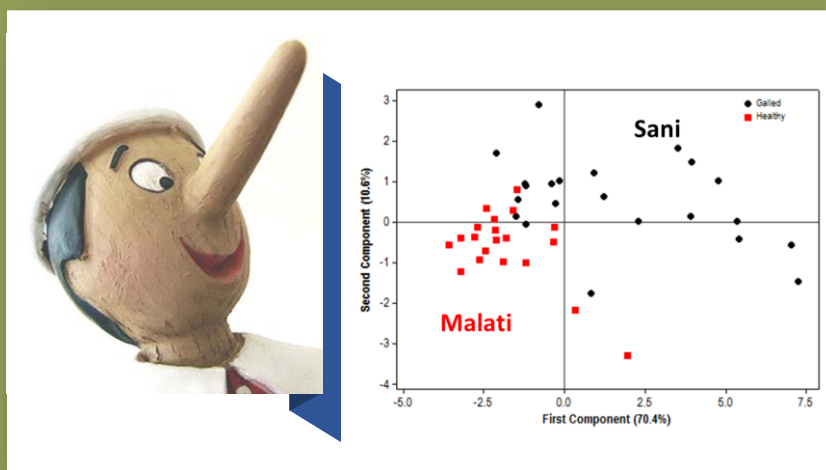 Sani
Galled
Healthy
Malati
Second Component (10.6%)
3
2
1
0
-1
-2
-3
-4
-5.0
-2.5
0.0
2.5
5.0
7.5
First Component (70.4%)